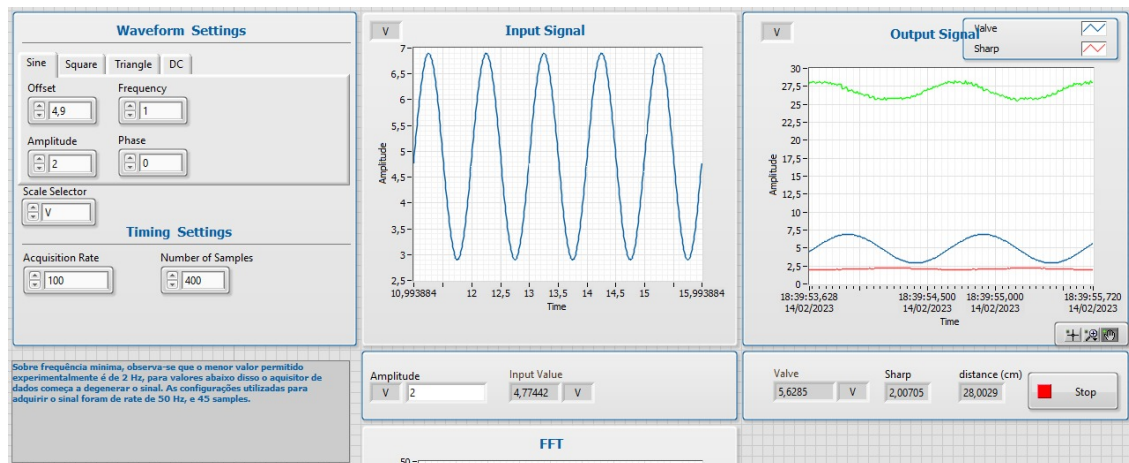 Waveform Settings
Sine Square Triangle DC
Offset Frequency
4,9 1
Amplitude Phase
2 0
Scale Selector
V
Timing Settings
Acquisition Rate Number of Samples
100 400
Sobre frequência minima, observa-se que o menor valor permitido
experimentalmente é de 2 Hz, para valores abaixo disso o aquisitor de
dados começa a degenerar o sinal. As configurações utilizadas para
adquirir o sinal foram de rate de 50 Hz, e 45 samples.
V Input Signal
Amplitude
7
6,5
6
5,5
5
4,5
4
3,5
3
2,5
10,993884 12 12,5 13 13,5 14 14,5 15 15,993884
Time
Amplitude Input Value
V 2 4,77442 V
FFT
50
V Output Signal
Valve
Sharp
Amplitude
30
27,5
25
22,5
20
17,5
15
12,5
10
7,5
5
2,5
0
18:39:53,628 18:39:54,500 18:39:55,000 18:39:55,720
14/02/2023 14/02/2023 14/02/2023 14/02/2023
Time
Valve Sharp distance (cm)
5,6285 V 2,00705 28,0029 Stop